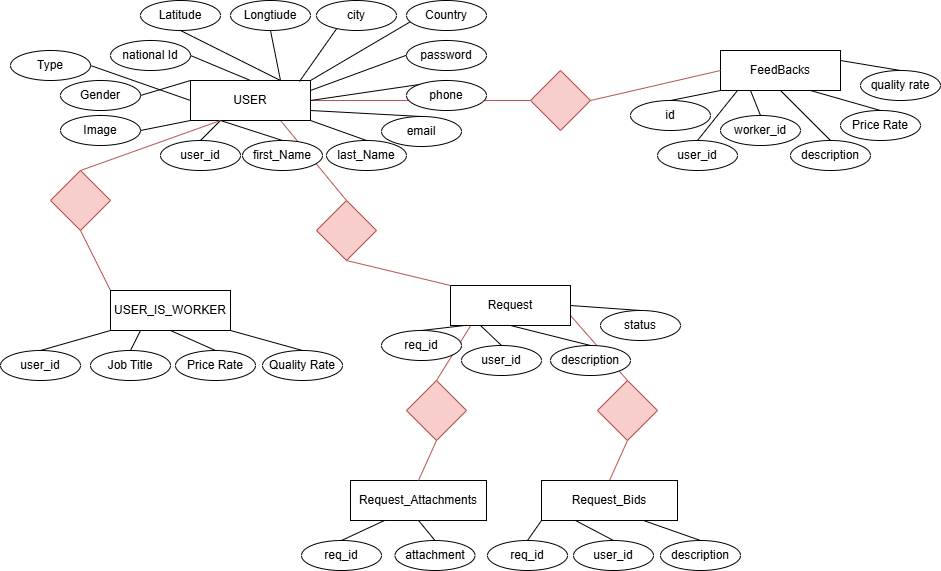 Latitude
Longtiude
city
Country
national Id
password
Type
FeedBacks
Gender
USER
phone
quality rate
Image
email
id
worker_id
Price Rate
user_id
first_Name
last_Name
user_id
description
USER_IS_WORKER
Request
status
req_id
user_id
description
user_id
Job Title
Price Rate
Quality Rate
Request_Attachments
Request_Bids
req_id
attachment
req_id
user_id
description